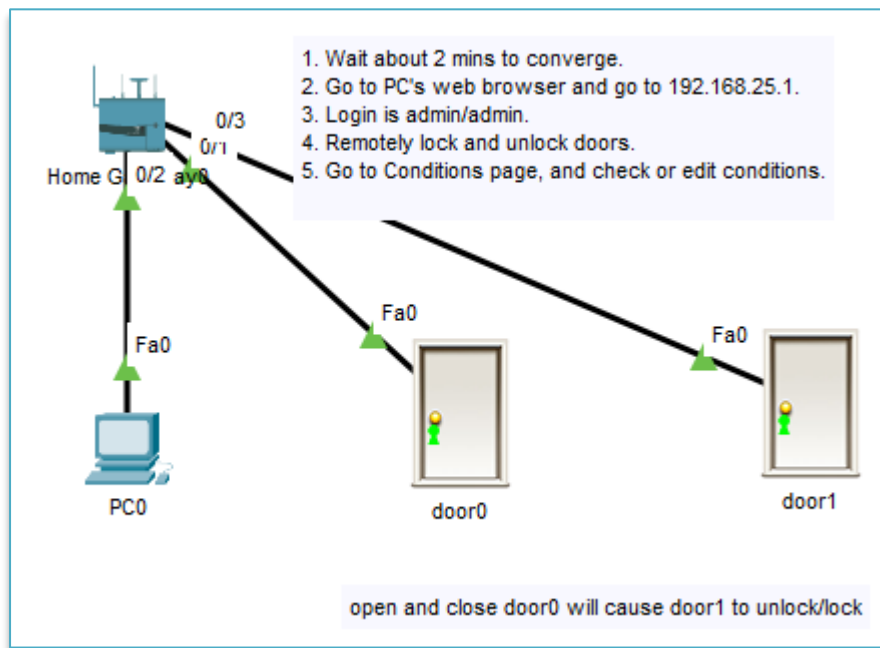 1. Wait about 2 mins to converge.
2. Go to PC's web browser and go to 192.168.25.1.
3. Login is admin/admin.
4. Remotely lock and unlock doors.
5. Go to Conditions page, and check or edit conditions.
0/3
0/1
Home G 0/2 ay0
Fa0
Fa0
Fa0
PC0
door0
door1
open and close door0 will cause door1 to unlock/lock